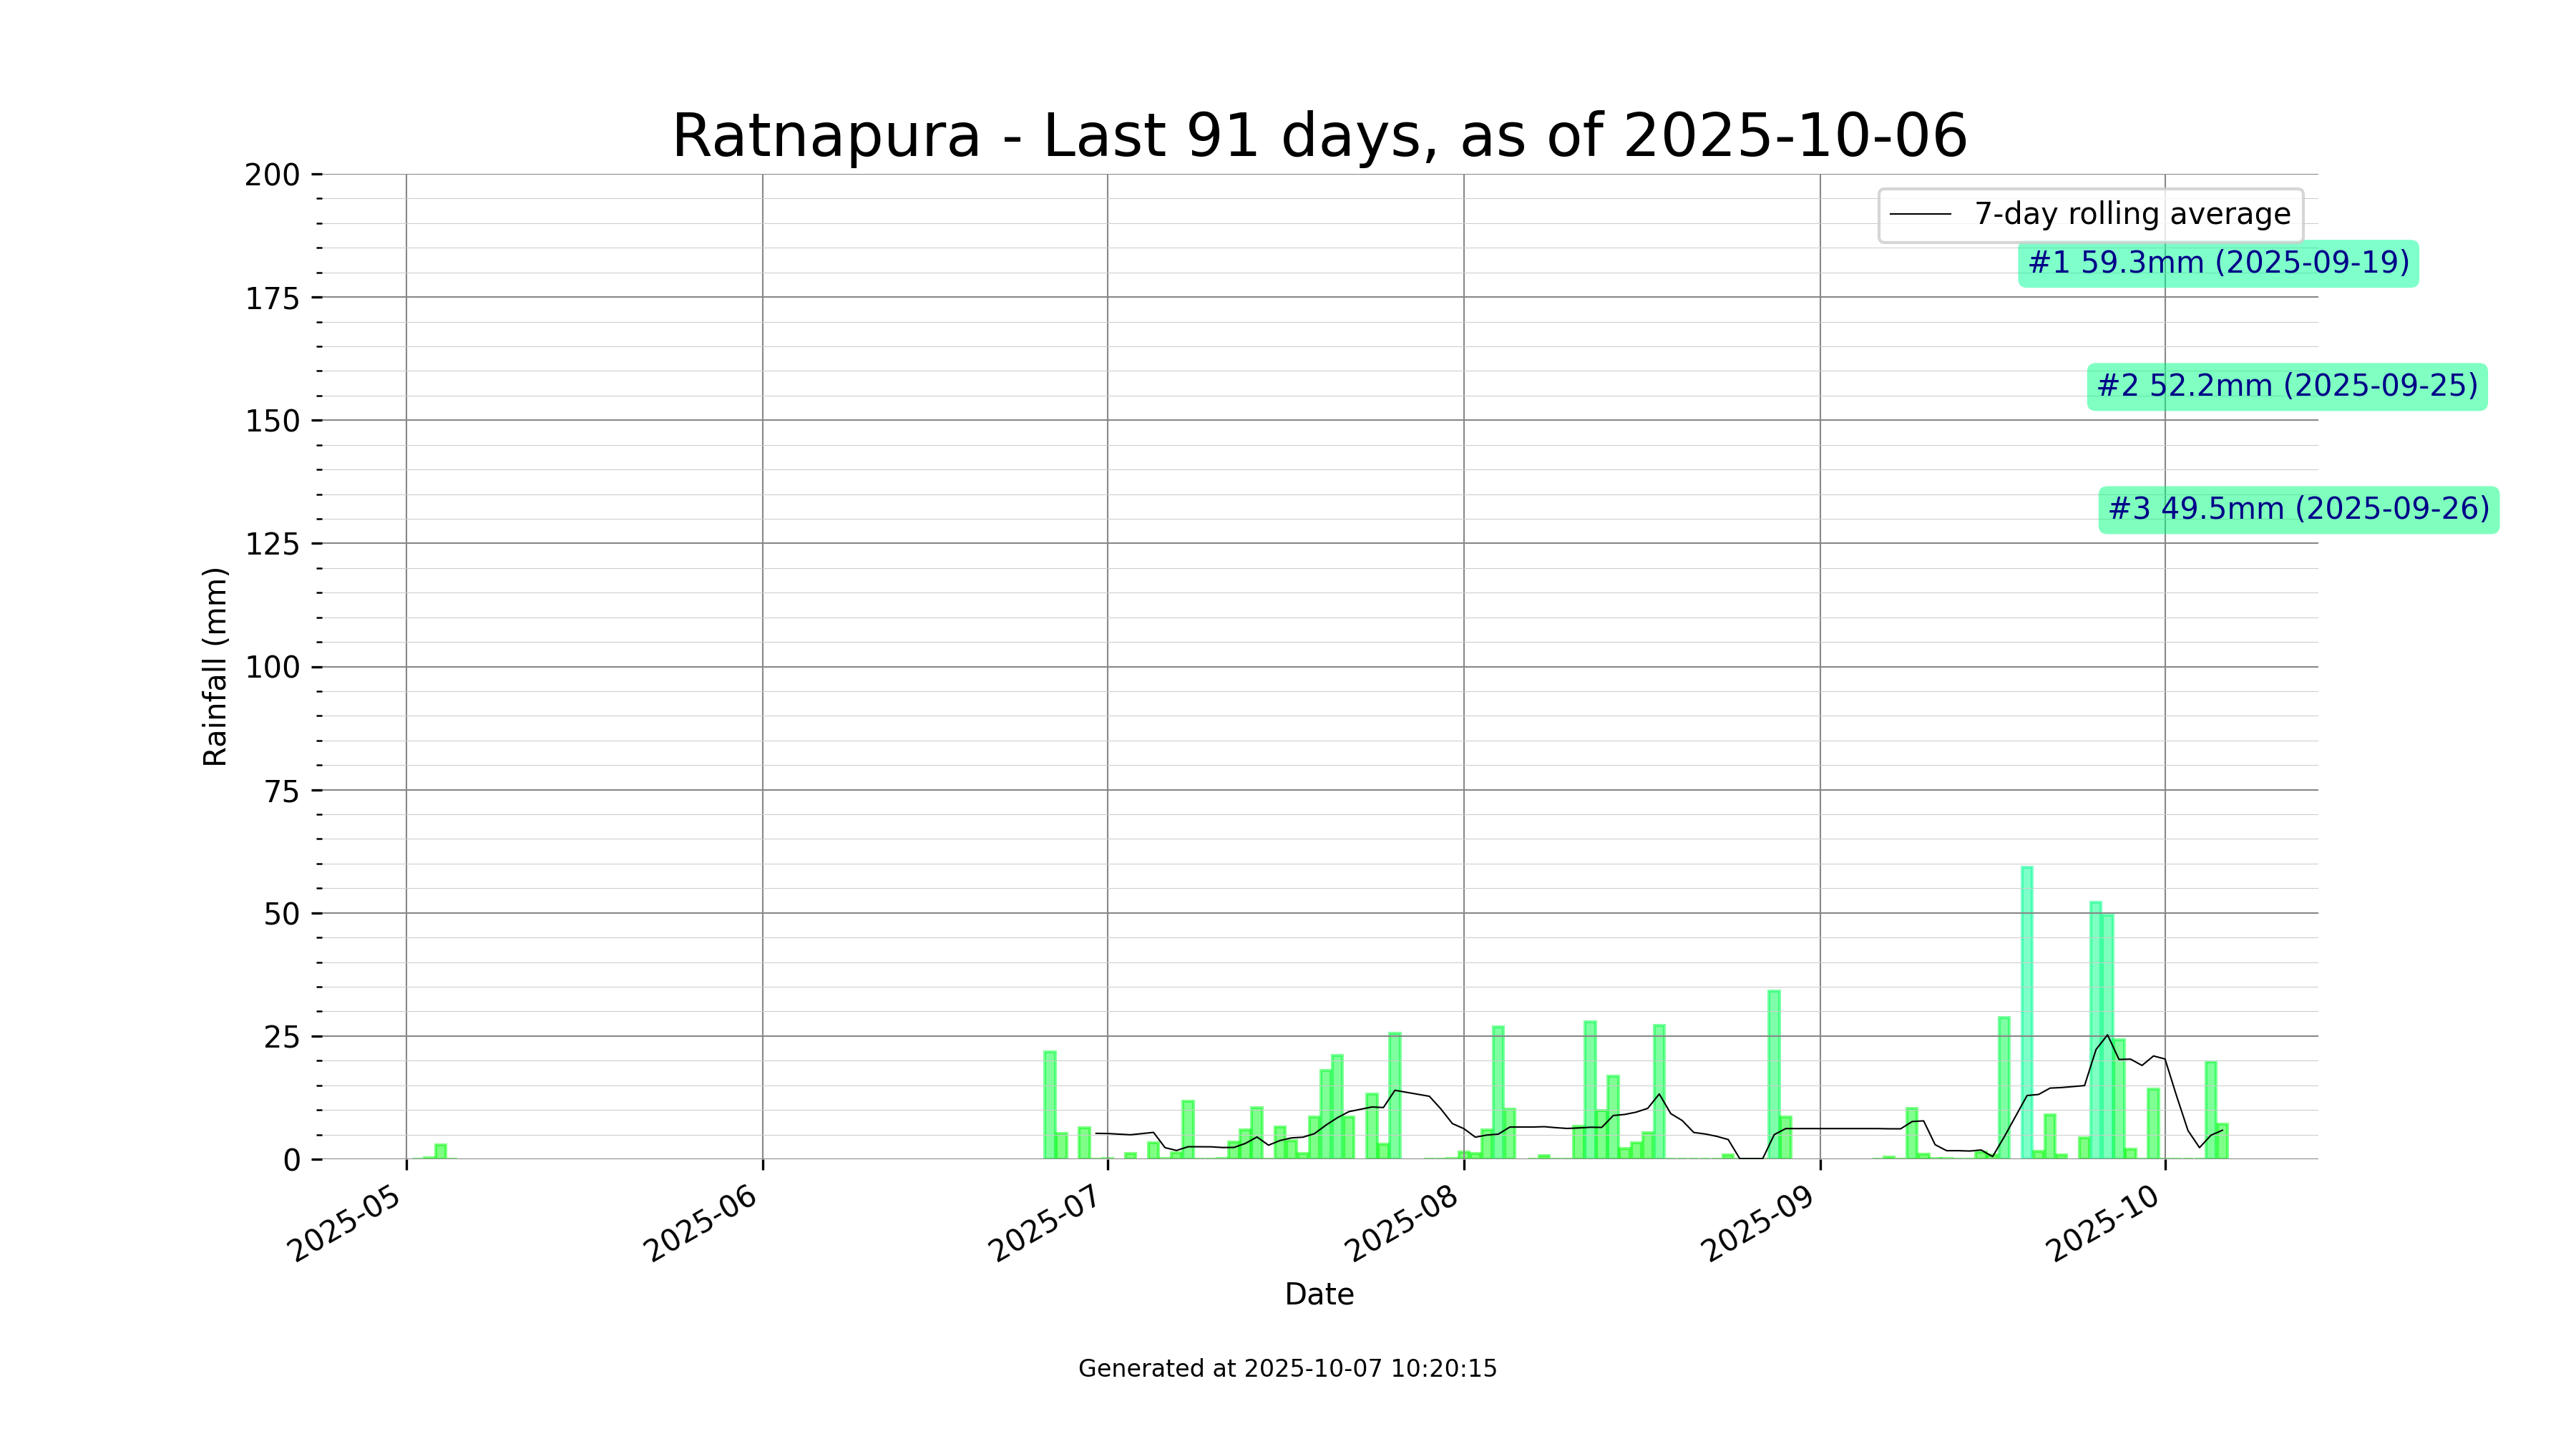 Ratnapura - Last 91 days, as of 2025-10-06
7-day rolling average
#1 59.3mm (2025-09-19)
#2 52.2mm (2025-09-25)
#3 49.5mm (2025-09-26)
Rainfall (mm)
200
175
150
125
100
75
50
25
0
2025-05
2025-06
2025-07
2025-08
2025-09
2025-10
Date
Generated at 2025-10-07 10:20:15